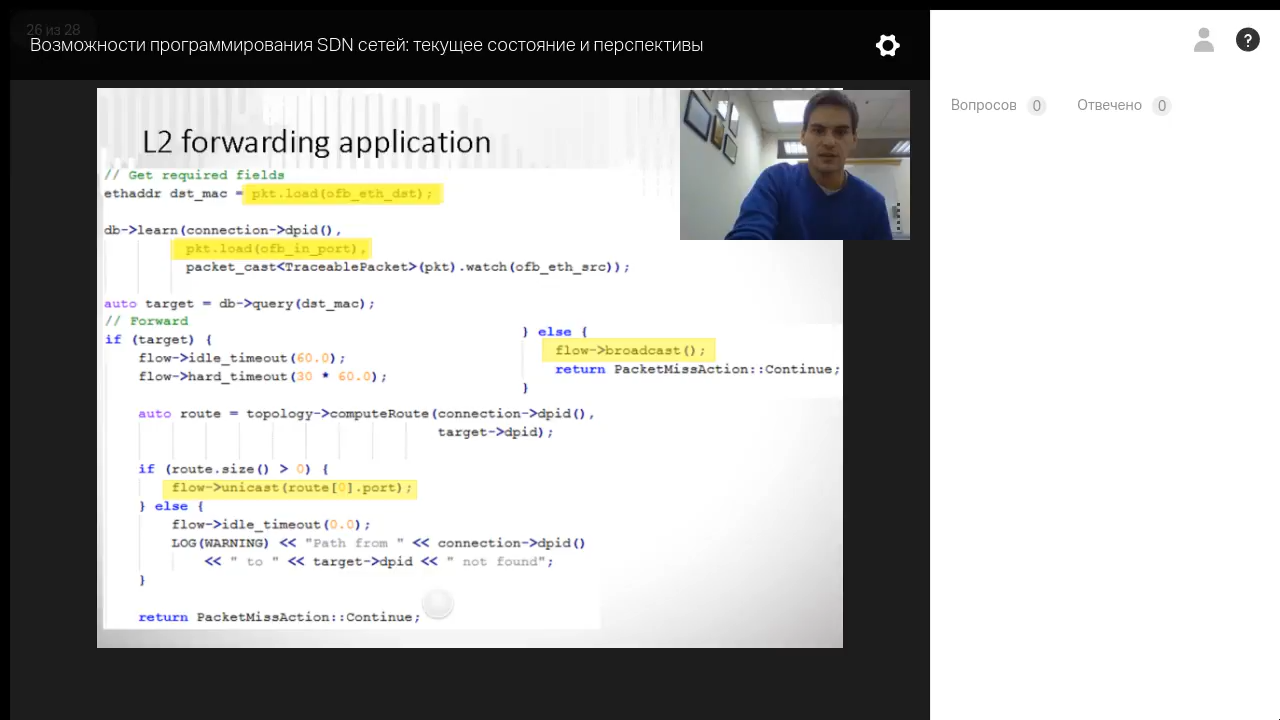 26 из 28
Возможности программирования SDN сетей: текущее состояние и перспективы
Вопросов 0 Отвечено 0
L2 forwarding application
// Get required fields
ethaddr dst_mac = pkt.load(ofb_eth_dst);
db->learn(connection->dpid(),
pkt.load(ofb_in_port),
packet_cast<TraceablePacket>(pkt).watch(ofb_eth_src));
auto target = db->query(dst_mac);
// Forward
if (target) {
flow->idle_timeout(60.0);
flow->hard_timeout(30 * 60.0);
auto route = topology->computeRoute(connection->dpid(),
target->dpid);
if (route.size() > 0) {
flow->unicast(route[0].port);
} else {
flow->idle_timeout(0.0);
LOG(WARNING) << "Path from " << connection->dpid()
<< " to " << target->dpid << " not found";
}
return PacketMissAction::Continue;
} else {
flow->broadcast();
return PacketMissAction::Continue;
}